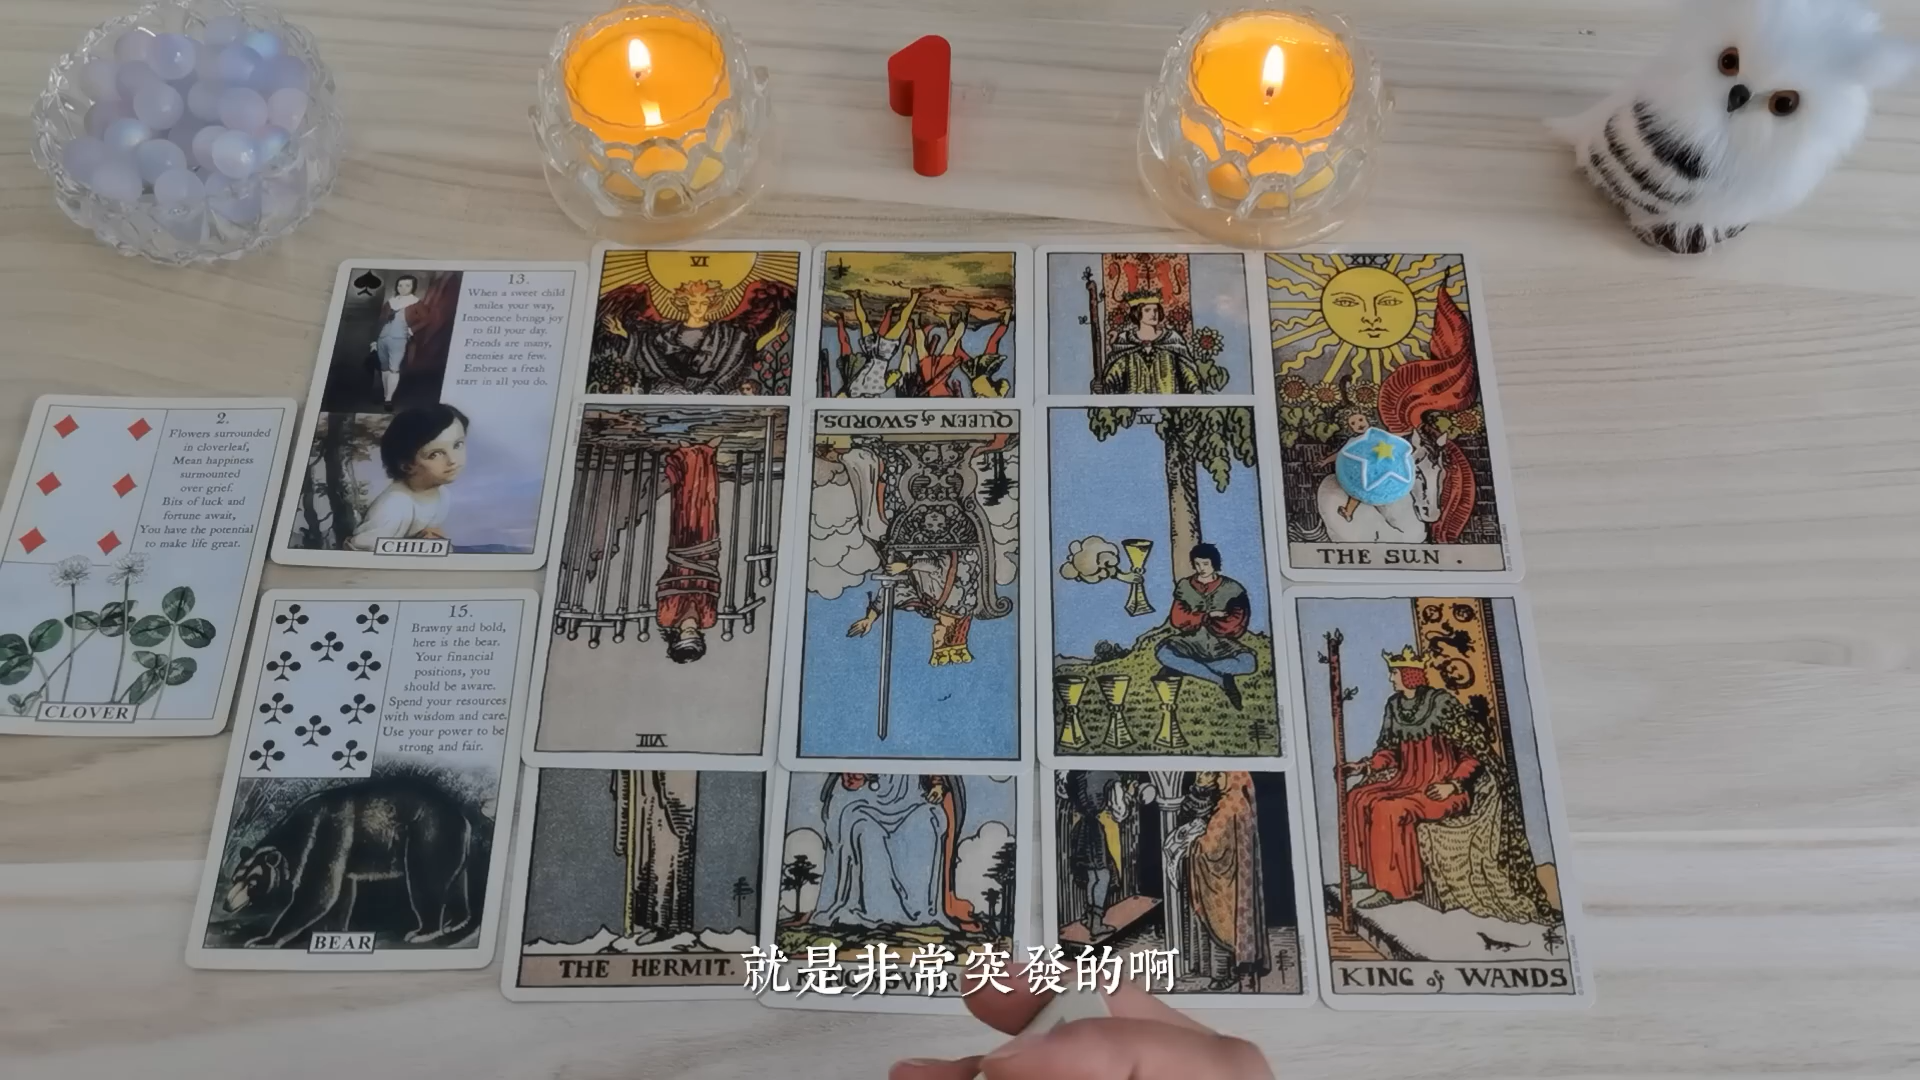 1
13.
When a sweet child
smiles your way,
Innocence brings joy
to fill your day.
Friends are many,
enemies are few.
Embrace a fresh
start in all you do.
CHILD
2.
Flowers surrounded
in cloverleaf,
Mean happiness
surmounted
over grief.
Bits of luck and
fortune await,
You have the potential
to make life great.
CLOVER
15.
Brawny and bold,
here is the bear.
Your financial
positions, you
should be aware.
Spend your resources
with wisdom and care.
Use your power to be
strong and fair.
BEAR
VI
XIX
QUEEN of SWORDS.
IV
THE SUN .
VIII
THE HERMIT.
KING of WANDS
就是非常突發的啊